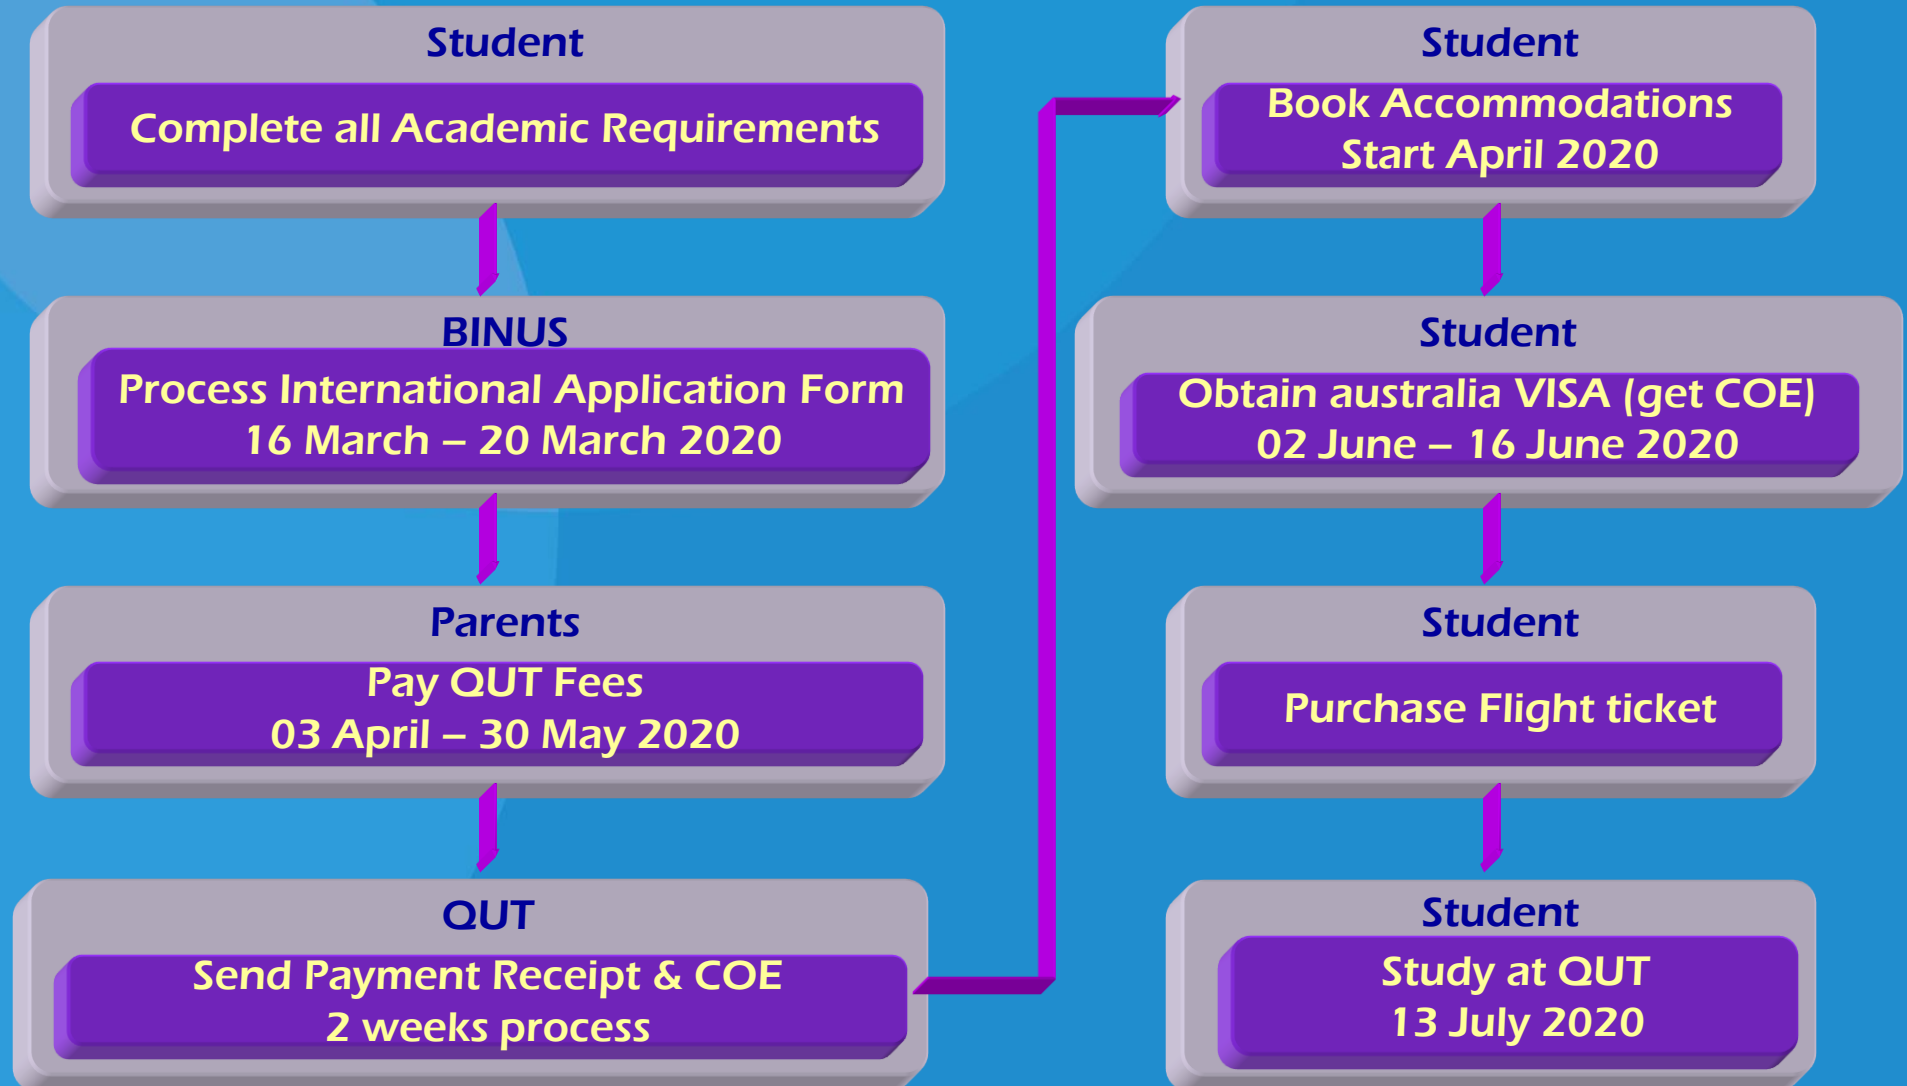 Student
Complete all Academic Requirements
BINUS
Process International Application Form
16 March – 20 March 2020
Parents
Pay QUT Fees
03 April – 30 May 2020
QUT
Send Payment Receipt & COE
2 weeks process
Student
Book Accommodations
Start April 2020
Student
Obtain australia VISA (get COE)
02 June – 16 June 2020
Student
Purchase Flight ticket
Student
Study at QUT
13 July 2020